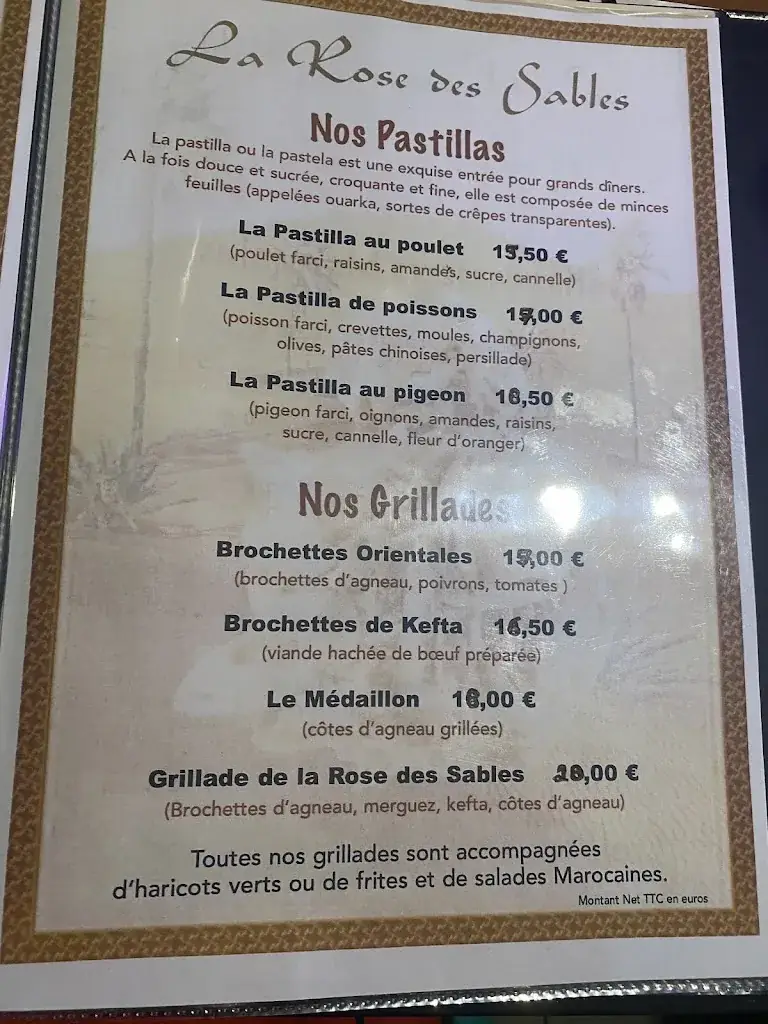 La Rose des Sables
Nos Pastillas
La pastilla ou la pastela est une exquise entrée pour grands dîners.
A la fois douce et sucrée, croquante et fine, elle est composée de minces
feuilles (appelées ouarka, sortes de crêpes transparentes).
La Pastilla au poulet €
(poulet farci, raisins, amandes, sucre, cannelle)
La Pastilla de poissons €
(poisson farci, crevettes, moules, champignons,
olives, pâtes chinoises, persillade)
La Pastilla au pigeon €
(pigeon farci, oignons, amandes, raisins,
sucre, cannelle, fleur d'oranger)
Nos Grillades
Brochettes Orientales €
(brochettes d'agneau, poivrons, tomates )
Brochettes de Kefta 16,50 €
(viande hachée de bœuf préparée)
Le Médaillon €
(côtes d'agneau grillées)
Grillade de la Rose des Sables 20,00 €
(Brochettes d'agneau, merguez, kefta, côtes d'agneau)
Toutes nos grillades sont accompagnées
d'haricots verts ou de frites et de salades Marocaines.
Montant Net TTC en euros